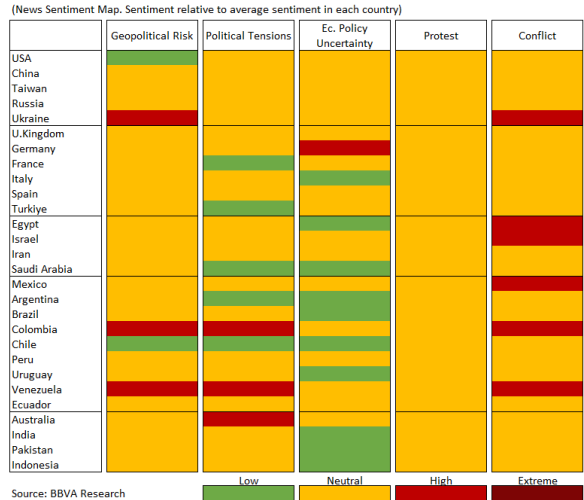 (News Sentiment Map. Sentiment relative to average sentiment in each country)
Geopolitical Risk Political Tensions Ec. Policy Uncertainty Protest Conflict
USA
China
Taiwan
Russia
Ukraine
U.Kingdom
Germany
France
Italy
Spain
Turkiye
Egypt
Israel
Iran
Saudi Arabia
Mexico
Argentina
Brazil
Colombia
Chile
Peru
Uruguay
Venezuela
Ecuador
Australia
India
Pakistan
Indonesia
Low Neutral High Extreme
Source: BBVA Research